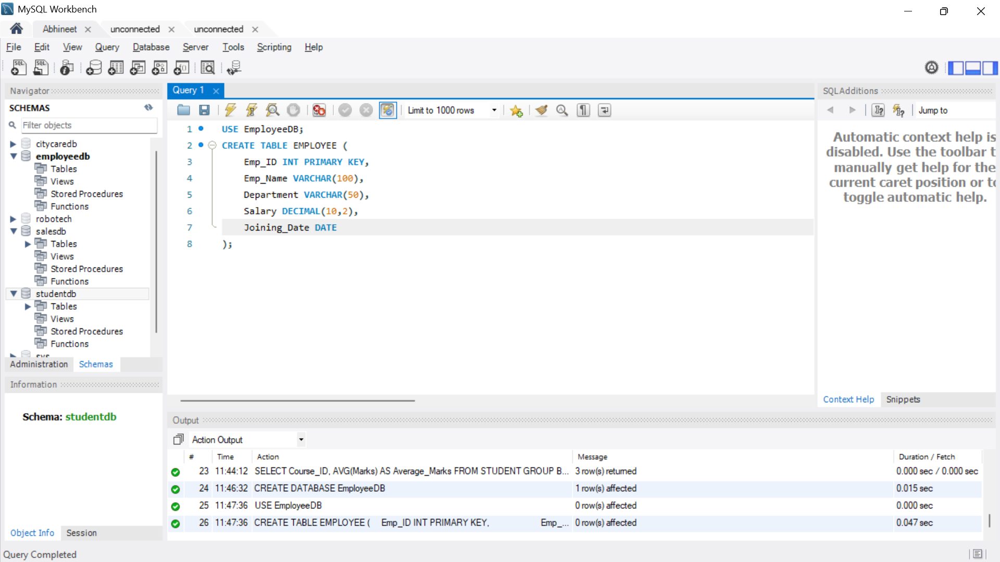 MySQL Workbench
Abhineet
unconnected
unconnected
File Edit View Query Database Server Tools Scripting Help
Navigator
SCHEMAS
Filter objects
citycaredb
employeedb
Tables
Views
Stored Procedures
Functions
robotech
salesdb
Tables
Views
Stored Procedures
Functions
studentdb
Tables
Views
Stored Procedures
Functions
sys
Administration Schemas
Information
Schema: studentdb
Object Info Session
Query 1
Limit to 1000 rows
1 USE EmployeeDB;
2 CREATE TABLE EMPLOYEE (
3 Emp_ID INT PRIMARY KEY,
4 Emp_Name VARCHAR(100),
5 Department VARCHAR(50),
6 Salary DECIMAL(10,2),
7 Joining_Date DATE
8 );
SQLAdditions
Jump to
Automatic context help is
disabled. Use the toolbar t
manually get help for the
current caret position or to
toggle automatic help.
Context Help Snippets
Output
Action Output
# Time Action Message Duration / Fetch
23 11:44:12 SELECT Course_ID, AVG(Marks) AS Average_Marks FROM STUDENT GROUP B... 3 row(s) returned 0.000 sec / 0.000 sec
24 11:46:32 CREATE DATABASE EmployeeDB 1 row(s) affected 0.015 sec
25 11:47:36 USE EmployeeDB 0 row(s) affected 0.000 sec
26 11:47:36 CREATE TABLE EMPLOYEE ( Emp_ID INT PRIMARY KEY, Emp_... 0 row(s) affected 0.047 sec
Query Completed